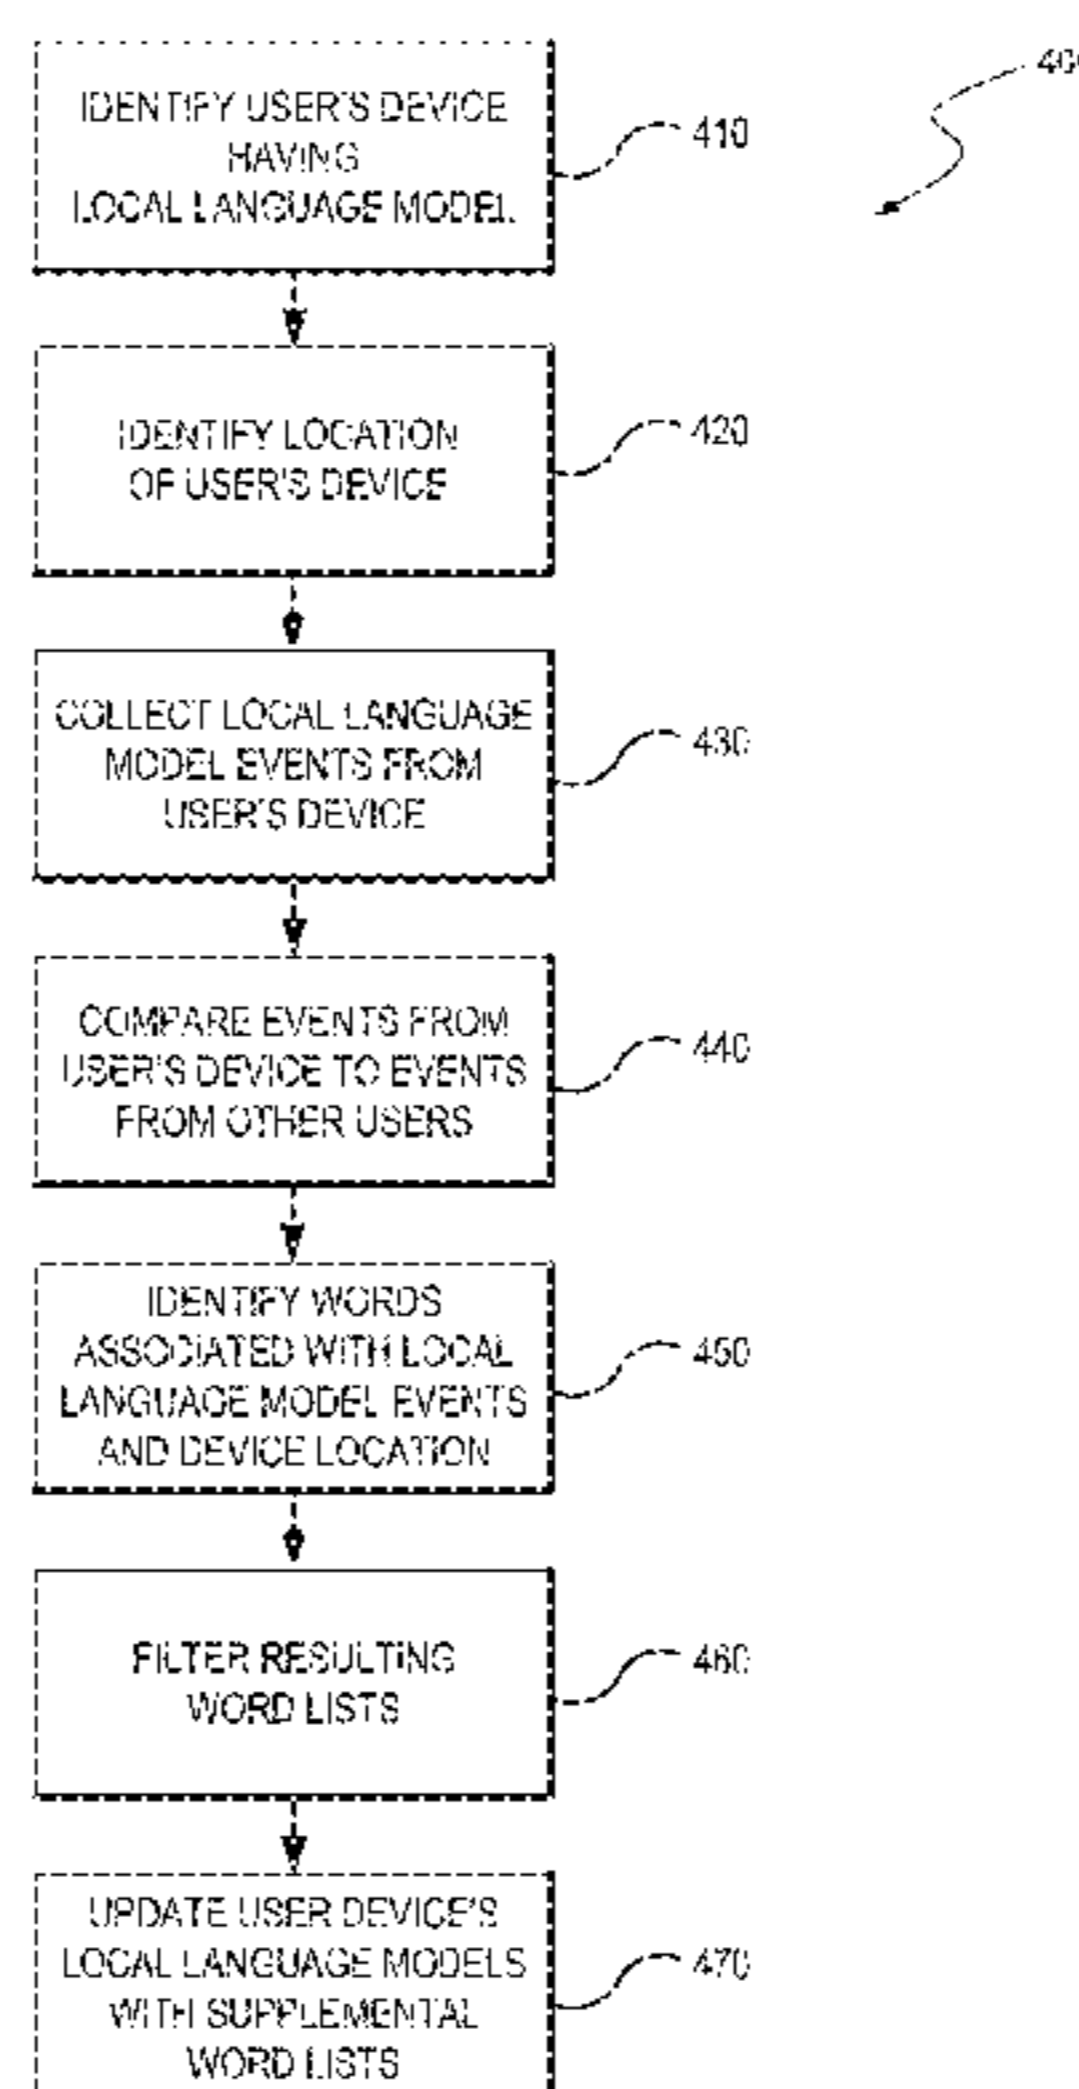 IDENTIFY USER'S DEVICE
HAVING
LOCAL LANGUAGE MODEL
410
IDENTIFY LOCATION
OF USER'S DEVICE
420
COLLECT LOCAL LANGUAGE
MODEL EVENTS FROM
USER'S DEVICE
430
COMPARE EVENTS FROM
USER'S DEVICE TO EVENTS
FROM OTHER USERS
440
IDENTIFY WORDS
ASSOCIATED WITH LOCAL
LANGUAGE MODEL EVENTS
AND DEVICE LOCATION
450
FILTER RESULTING
WORD LISTS
460
UPDATE USER DEVICE'S
LOCAL LANGUAGE MODELS
WITH SUPPLEMENTAL
WORD LISTS
470